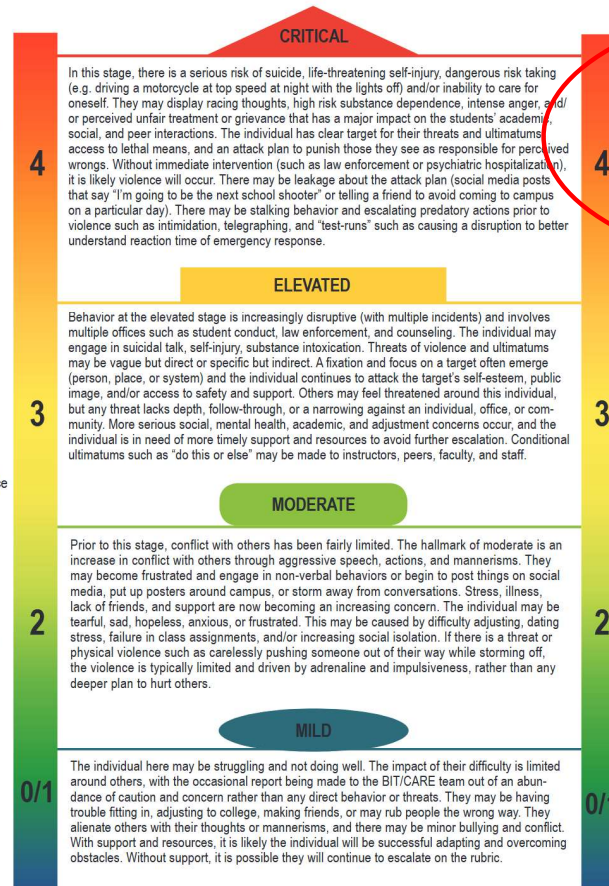 CRITICAL
In this stage, there is a serious risk of suicide, life-threatening self-injury, dangerous risk taking
(e.g. driving a motorcycle at top speed at night with the lights off) and/or inability to care for
oneself. They may display racing thoughts, high risk substance dependence, intense anger, and/
or perceived unfair treatment or grievance that has a major impact on the students' academic,
social, and peer interactions. The individual has clear target for their threats and ultimatums,
access to lethal means, and an attack plan to punish those they see as responsible for perceived
wrongs. Without immediate intervention (such as law enforcement or psychiatric hospitalization),
it is likely violence will occur. There may be leakage about the attack plan (social media posts
that say "I'm going to be the next school shooter" or telling a friend to avoid coming to campus
on a particular day). There may be stalking behavior and escalating predatory actions prior to
violence such as intimidation, telegraphing, and "test-runs" such as causing a disruption to better
understand reaction time of emergency response.
4
4
ELEVATED
Behavior at the elevated stage is increasingly disruptive (with multiple incidents) and involves
multiple offices such as student conduct, law enforcement, and counseling. The individual may
engage in suicidal talk, self-injury, substance intoxication. Threats of violence and ultimatums
may be vague but direct or specific but indirect. A fixation and focus on a target often emerge
(person, place, or system) and the individual continues to attack the target's self-esteem, public
image, and/or access to safety and support. Others may feel threatened around this individual,
but any threat lacks depth, follow-through, or a narrowing against an individual, office, or com-
munity. More serious social, mental health, academic, and adjustment concerns occur, and the
individual is in need of more timely support and resources to avoid further escalation. Conditional
ultimatums such as "do this or else" may be made to instructors, peers, faculty, and staff.
3
3
MODERATE
Prior to this stage, conflict with others has been fairly limited. The hallmark of moderate is an
increase in conflict with others through aggressive speech, actions, and mannerisms. They
may become frustrated and engage in non-verbal behaviors or begin to post things on social
media, put up posters around campus, or storm away from conversations. Stress, illness,
lack of friends, and support are now becoming an increasing concern. The individual may be
tearful, sad, hopeless, anxious, or frustrated. This may be caused by difficulty adjusting, dating
stress, failure in class assignments, and/or increasing social isolation. If there is a threat or
physical violence such as carelessly pushing someone out of their way while storming off,
the violence is typically limited and driven by adrenaline and impulsiveness, rather than any
deeper plan to hurt others.
2
2
MILD
The individual here may be struggling and not doing well. The impact of their difficulty is limited
around others, with the occasional report being made to the BIT/CARE team out of an abun-
dance of caution and concern rather than any direct behavior or threats. They may be having
trouble fitting in, adjusting to college, making friends, or may rub people the wrong way. They
alienate others with their thoughts or mannerisms, and there may be minor bullying and conflict.
With support and resources, it is likely the individual will be successful adapting and overcoming
obstacles. Without support, it is possible they will continue to escalate on the rubric.
0/1